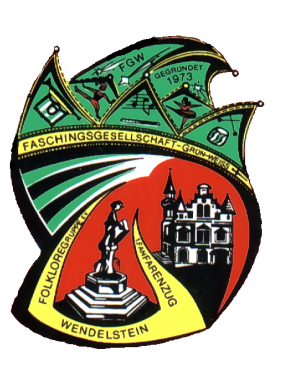 FGW
GEGRÜNDET
1973
FASCHINGSGESELLSCHAFT-GRÜN-WEISS
FOLKLOREGRUPPE
FANFARENZUG
WENDELSTEIN